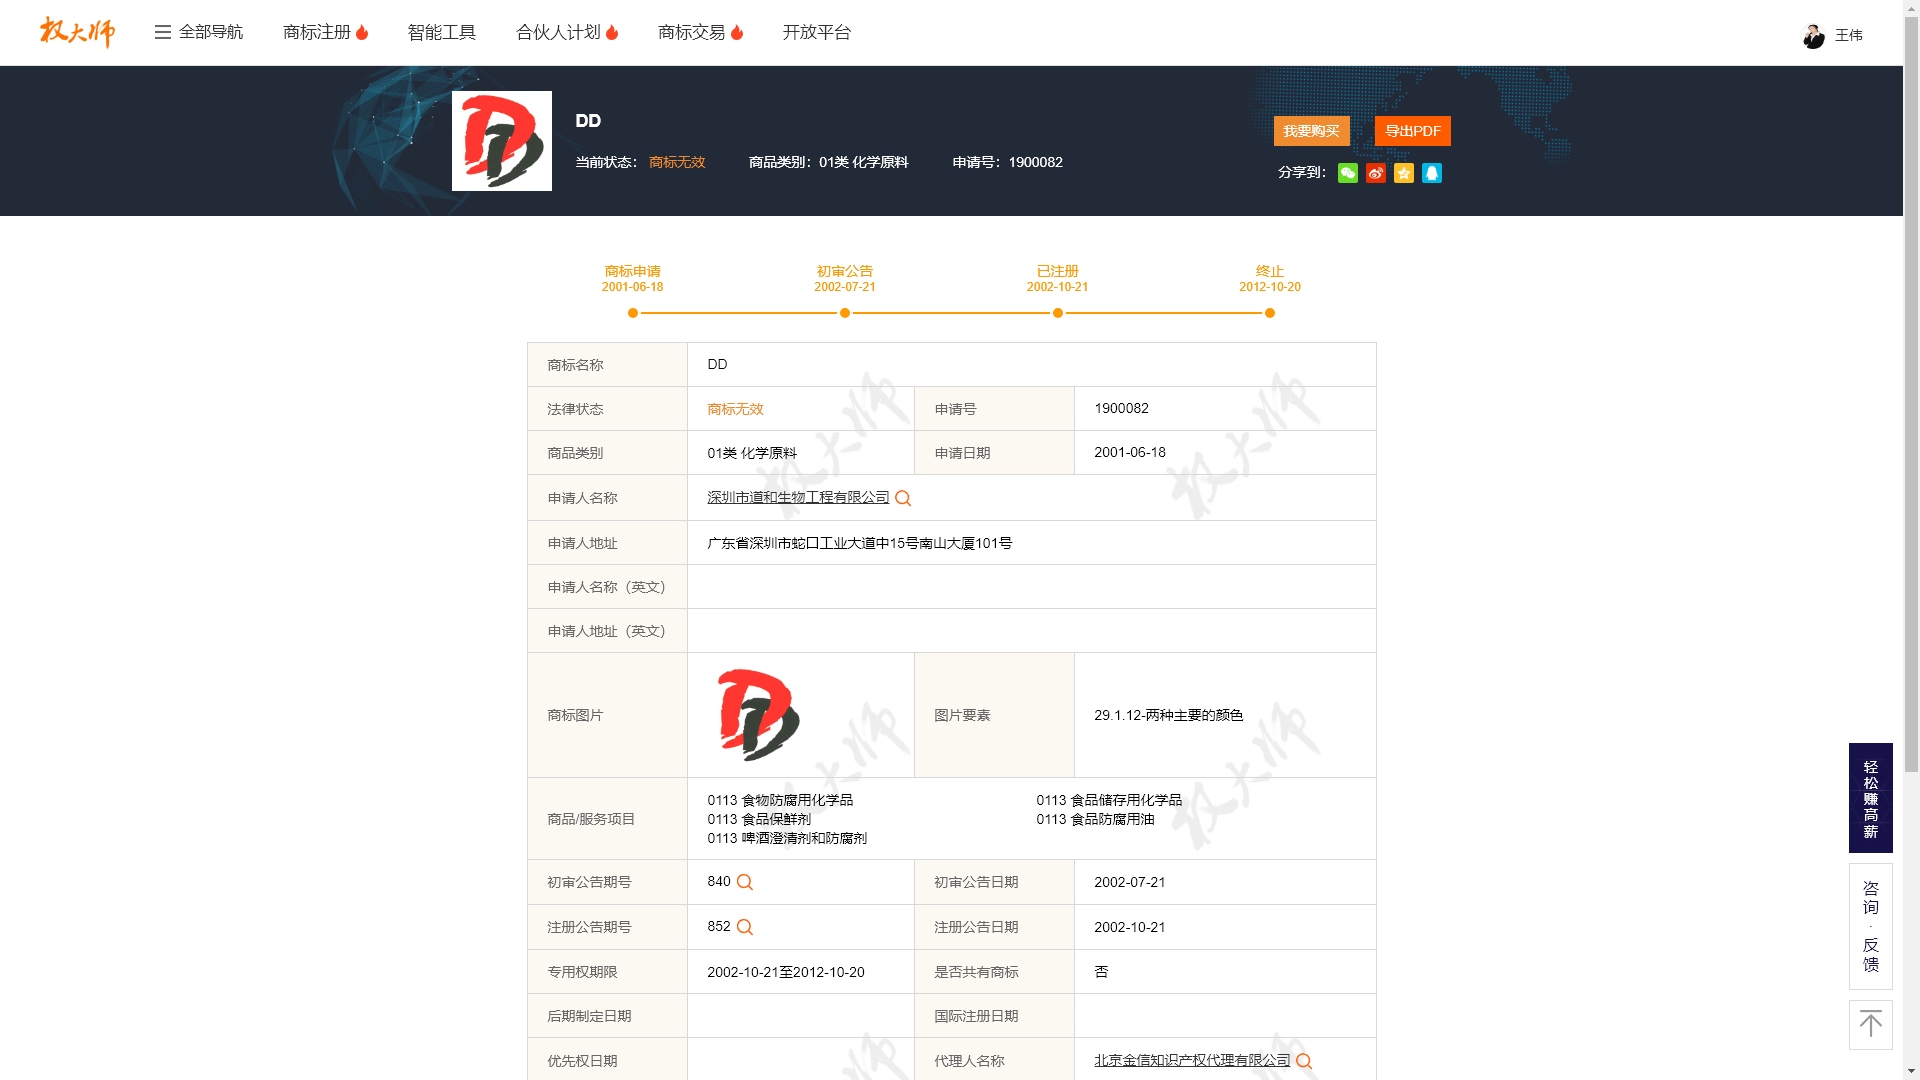 权大师
全部导航
商标注册
智能工具
合伙人计划
商标交易
开放平台
王伟
DD
当前状态： 商标无效
商品类别：01类 化学原料
申请号：1900082
我要购买
导出PDF
分享到：
商标申请
2001-06-18
初审公告
2002-07-21
已注册
2002-10-21
终止
2012-10-20
商标名称 DD
法律状态 商标无效 申请号 1900082
商品类别 01类 化学原料 申请日期 2001-06-18
申请人名称 深圳市道和生物工程有限公司
申请人地址 广东省深圳市蛇口工业大道中15号南山大厦101号
申请人名称（英文）
申请人地址（英文）
商标图片 DD 图片要素 29.1.12-两种主要的颜色
商品/服务项目
0113 食物防腐用化学品 0113 食品储存用化学品
0113 食品保鲜剂 0113 食品防腐用油
0113 啤酒澄清剂和防腐剂
初审公告期号 840 初审公告日期 2002-07-21
注册公告期号 852 注册公告日期 2002-10-21
专用权期限 2002-10-21至2012-10-20 是否共有商标 否
后期制定日期 国际注册日期
优先权日期 代理人名称 北京金信知识产权代理有限公司
轻松赚高薪
咨询·反馈